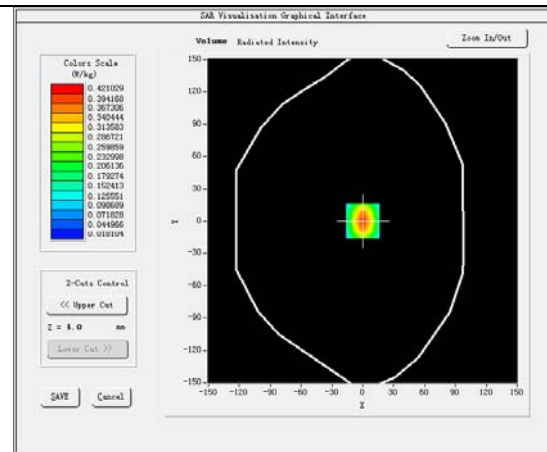 SAR Visualisation Graphical Interface
Volume Radiated Intensity
Zoom In/Out
Colors Scale
(W/kg)
0.421029
0.394168
0.367306
0.340444
0.313583
0.286721
0.259859
0.232998
0.206136
0.179274
0.152413
0.125551
0.098689
0.071828
0.044966
0.018104
150
120
90
60
30
0
-30
-60
-90
-120
-150
Y
-150 -120 -90 -60 -30 0 30 60 90 120 150
X
Z-Cuts Control
<< Upper Cut
Z = 4.0 mm
Lower Cut >>
SAVE
Cancel